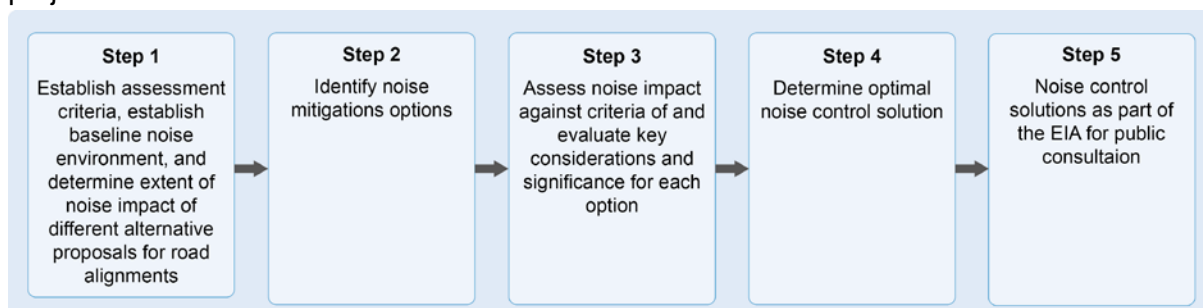 Step 1
Establish assessment
criteria, establish
baseline noise
environment, and
determine extent of
noise impact of
different alternative
proposals for road
alignments
Step 2
Identify noise
mitigations options
Step 3
Assess noise impact
against criteria of and
evaluate key
considerations and
significance for each
option
Step 4
Determine optimal
noise control solution
Step 5
Noise control
solutions as part of
the EIA for public
consultaion